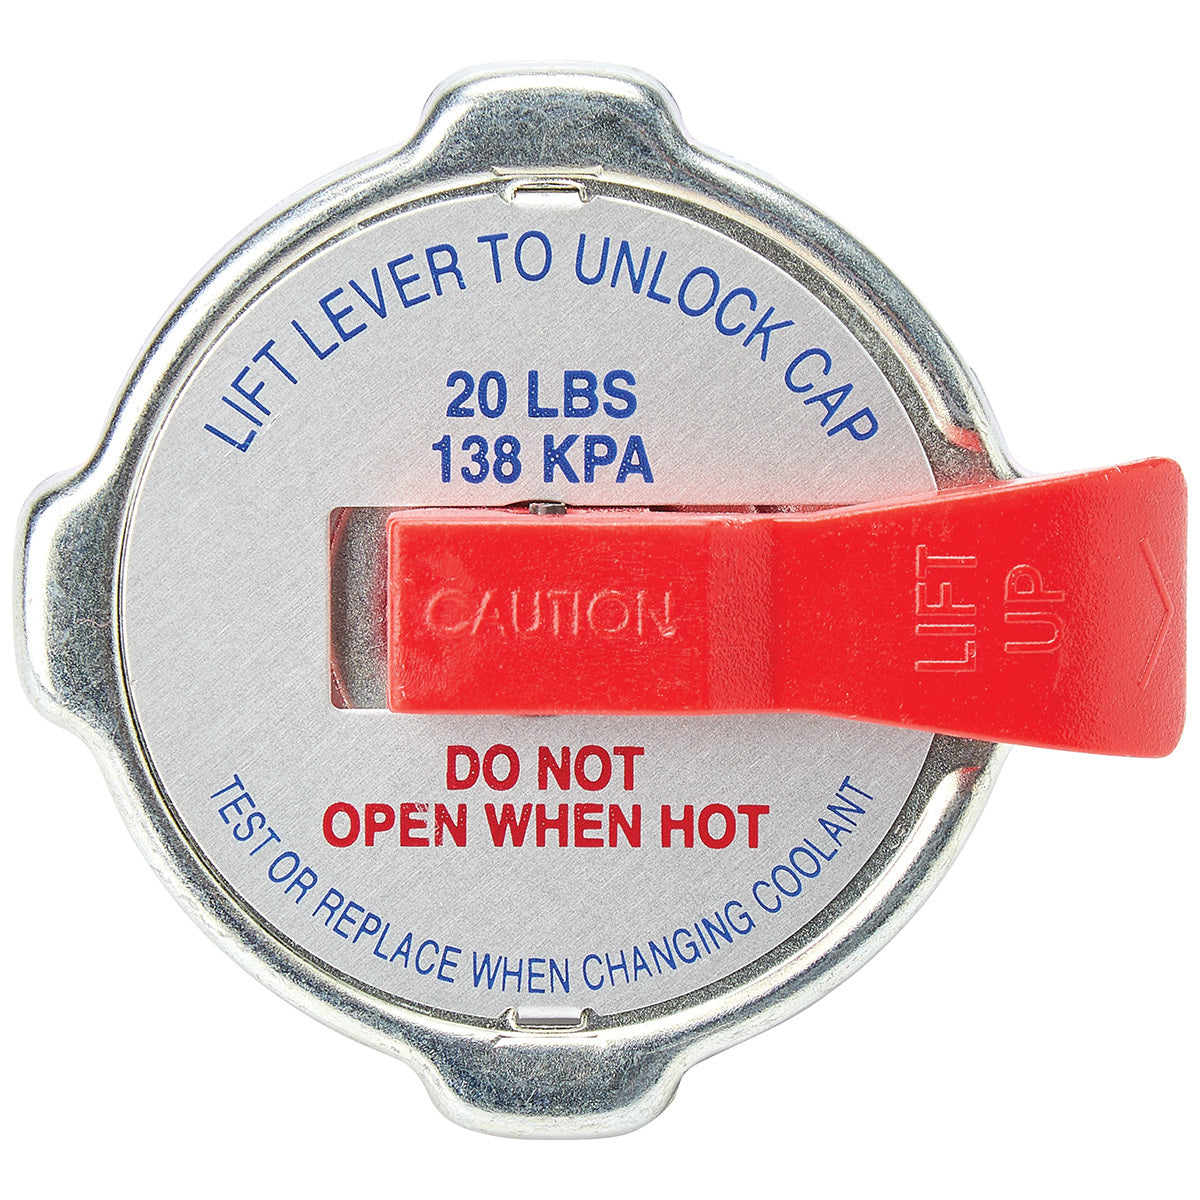 LIFT LEVER TO UNLOCK CAP
20 LBS
138 KPA
CAUTION
LIFT
UP
DO NOT
OPEN WHEN HOT
TEST OR REPLACE WHEN CHANGING COOLANT